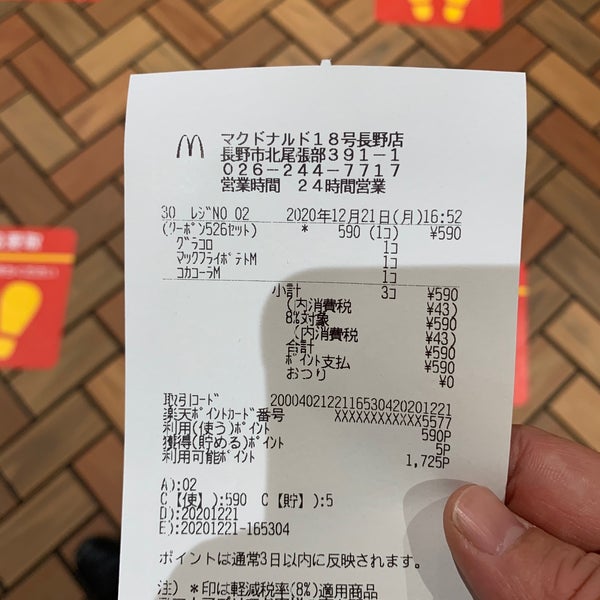 マクドナルド18号長野店
長野市北尾張部391-1
026-244-7717
営業時間 24時間営業
30 ﾚｼﾞNO 02 2020年12月21日(月)16:52
(ｸｰﾎﾟﾝ526ｾｯﾄ) * 590 (1ｺ) ¥590
ｸﾞﾗｺﾛ 1ｺ
ﾏｯｸﾌﾗｲﾎﾟﾃﾄM 1ｺ
ｺｶｺｰﾗM 1ｺ
小計 3ｺ ¥590
(内消費税 ¥43)
8%対象 ¥590
(内消費税 ¥43)
合計 ¥590
ﾎﾟｲﾝﾄ支払 ¥590
おつり ¥0
取引ｺｰﾄﾞ 2000402122116530420201221
楽天ﾎﾟｲﾝﾄｶｰﾄﾞ番号 XXXXXXXXXXXX5577
利用(使う)ﾎﾟｲﾝﾄ 590P
獲得(貯める)ﾎﾟｲﾝﾄ 5P
利用可能ﾎﾟｲﾝﾄ 1,725P
A):02
C【使】:590 C【貯】:5
D):20201221
E):20201221-165304
ポイントは通常3日以内に反映されます。
注) *印は軽減税率(8%)適用商品